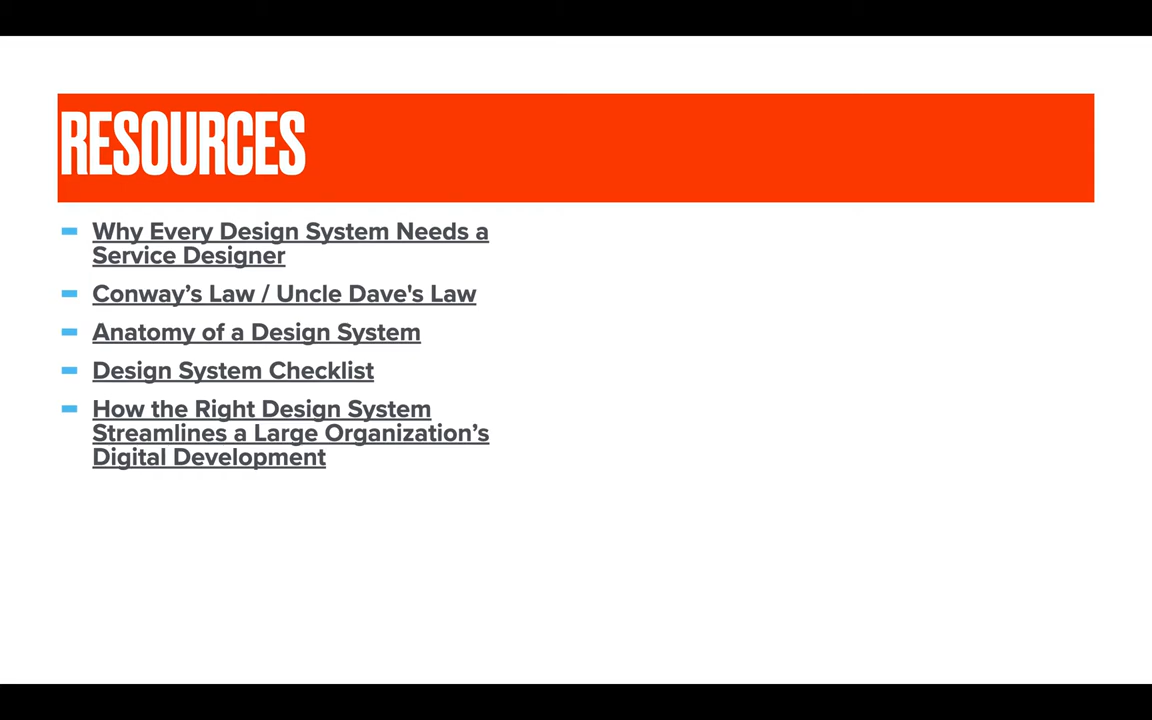 RESOURCES
Why Every Design System Needs a
Service Designer
Conway’s Law / Uncle Dave's Law
Anatomy of a Design System
Design System Checklist
How the Right Design System
Streamlines a Large Organization’s
Digital Development